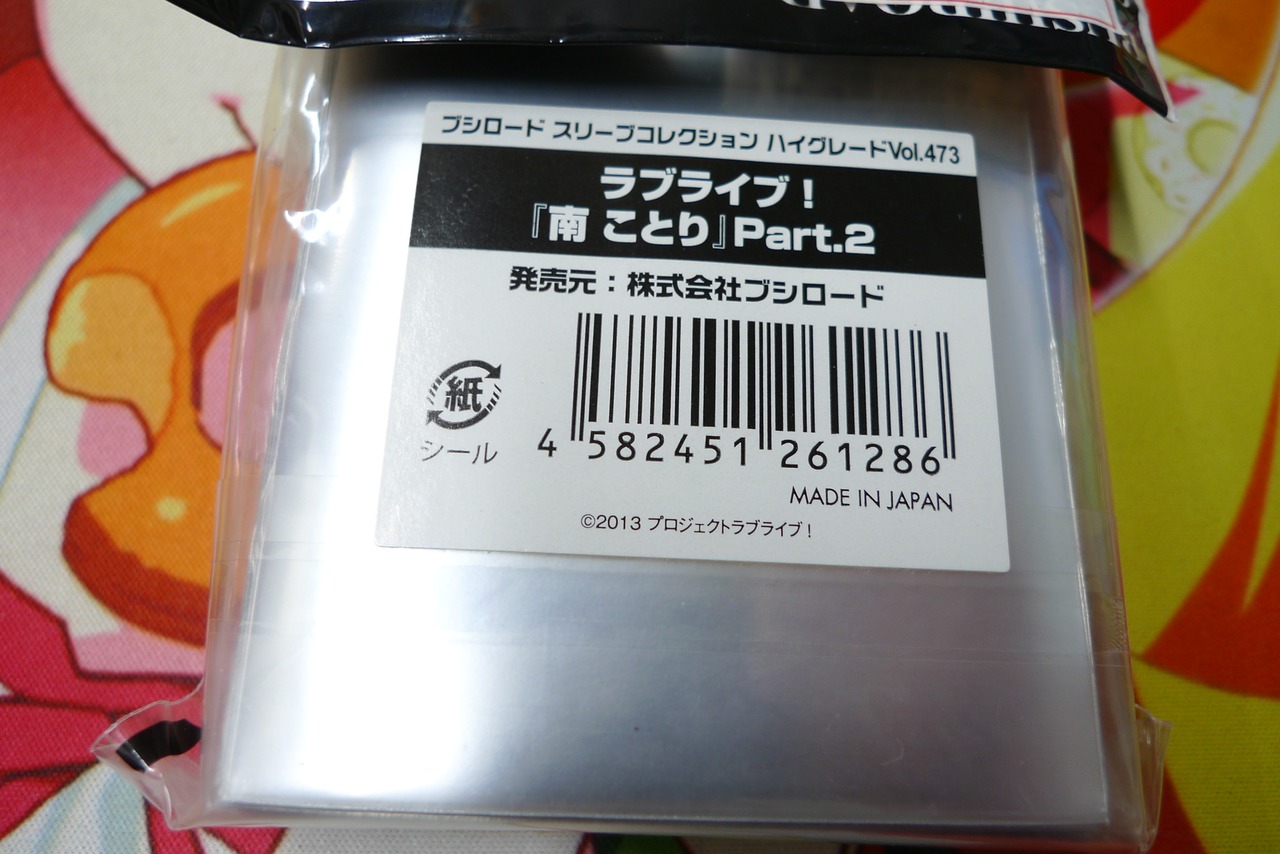 ブシロード スリーブコレクション ハイグレードVol.473
ラブライブ!
『南 ことり』Part.2
発売元:株式会社ブシロード
紙
シール
4 582451 261286
MADE IN JAPAN
©2013 プロジェクトラブライブ!